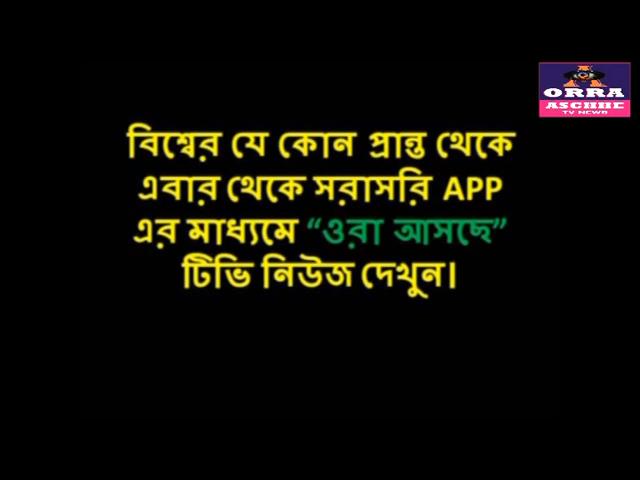 ORRA
ASCHHE
TV NEWS
বিশ্বের যে কোন প্রান্ত থেকে
এবার থেকে সরাসরি APP
এর মাধ্যমে “ওরা আসছে”
টিভি নিউজ দেখুন।